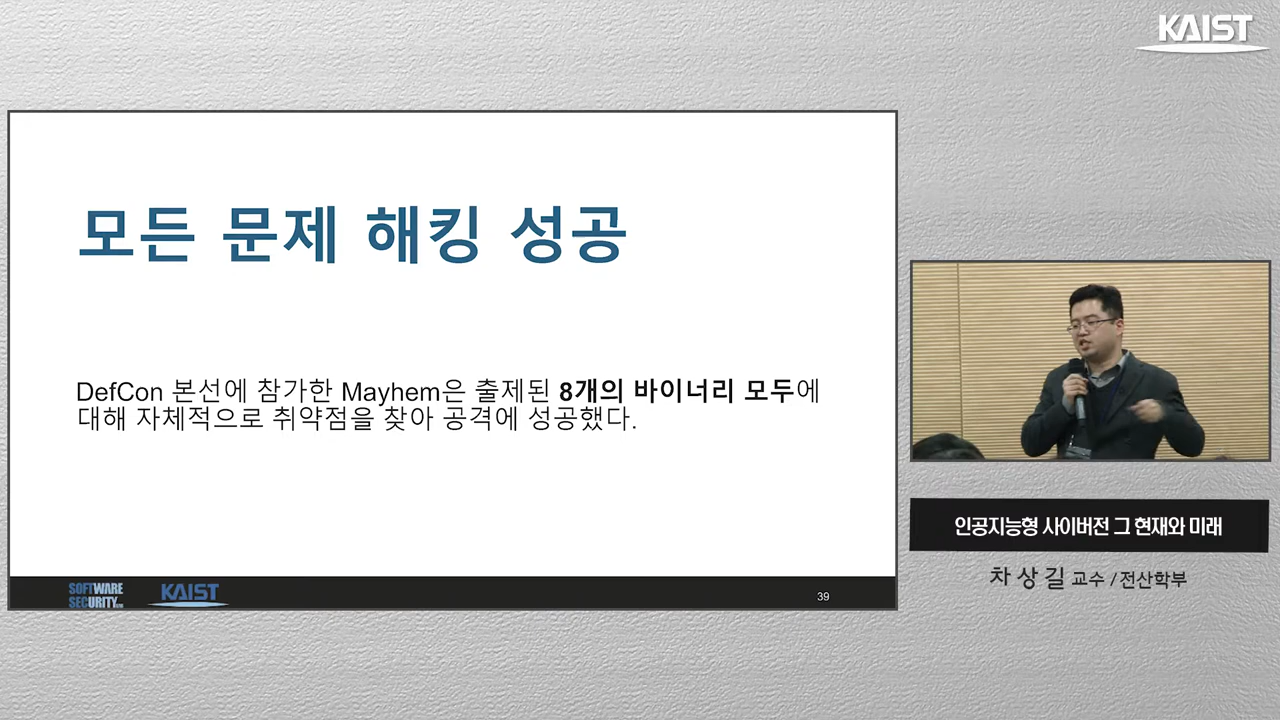 KAIST
모든 문제 해킹 성공
DefCon 본선에 참가한 Mayhem은 출제된 8개의 바이너리 모두에
대해 자체적으로 취약점을 찾아 공격에 성공했다.
SOFTWARE
SECURITY
KAIST
39
인공지능형 사이버전 그 현재와 미래
차상길 교수 / 전산학부